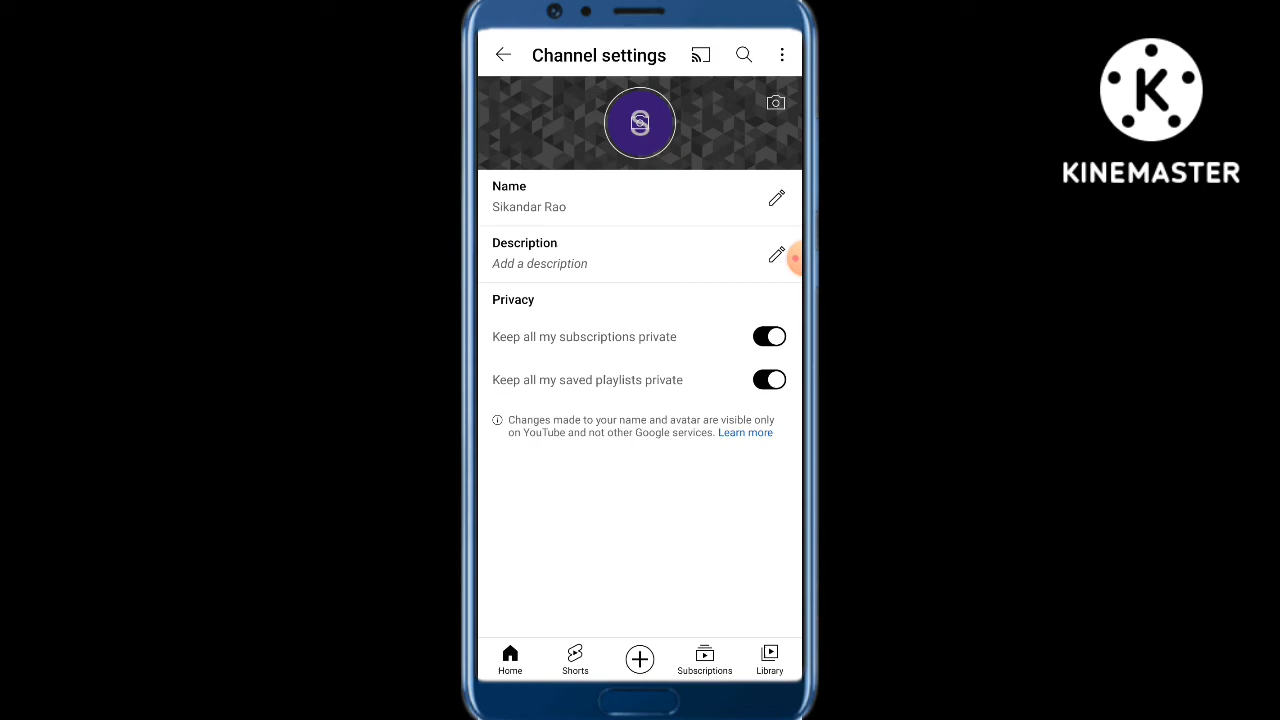 Channel settings
K
KINEMASTER
Name
Sikandar Rao
Description
Add a description
Privacy
Keep all my subscriptions private
Keep all my saved playlists private
Changes made to your name and avatar are visible only
on YouTube and not other Google services. Learn more
Home
Shorts
Subscriptions
Library